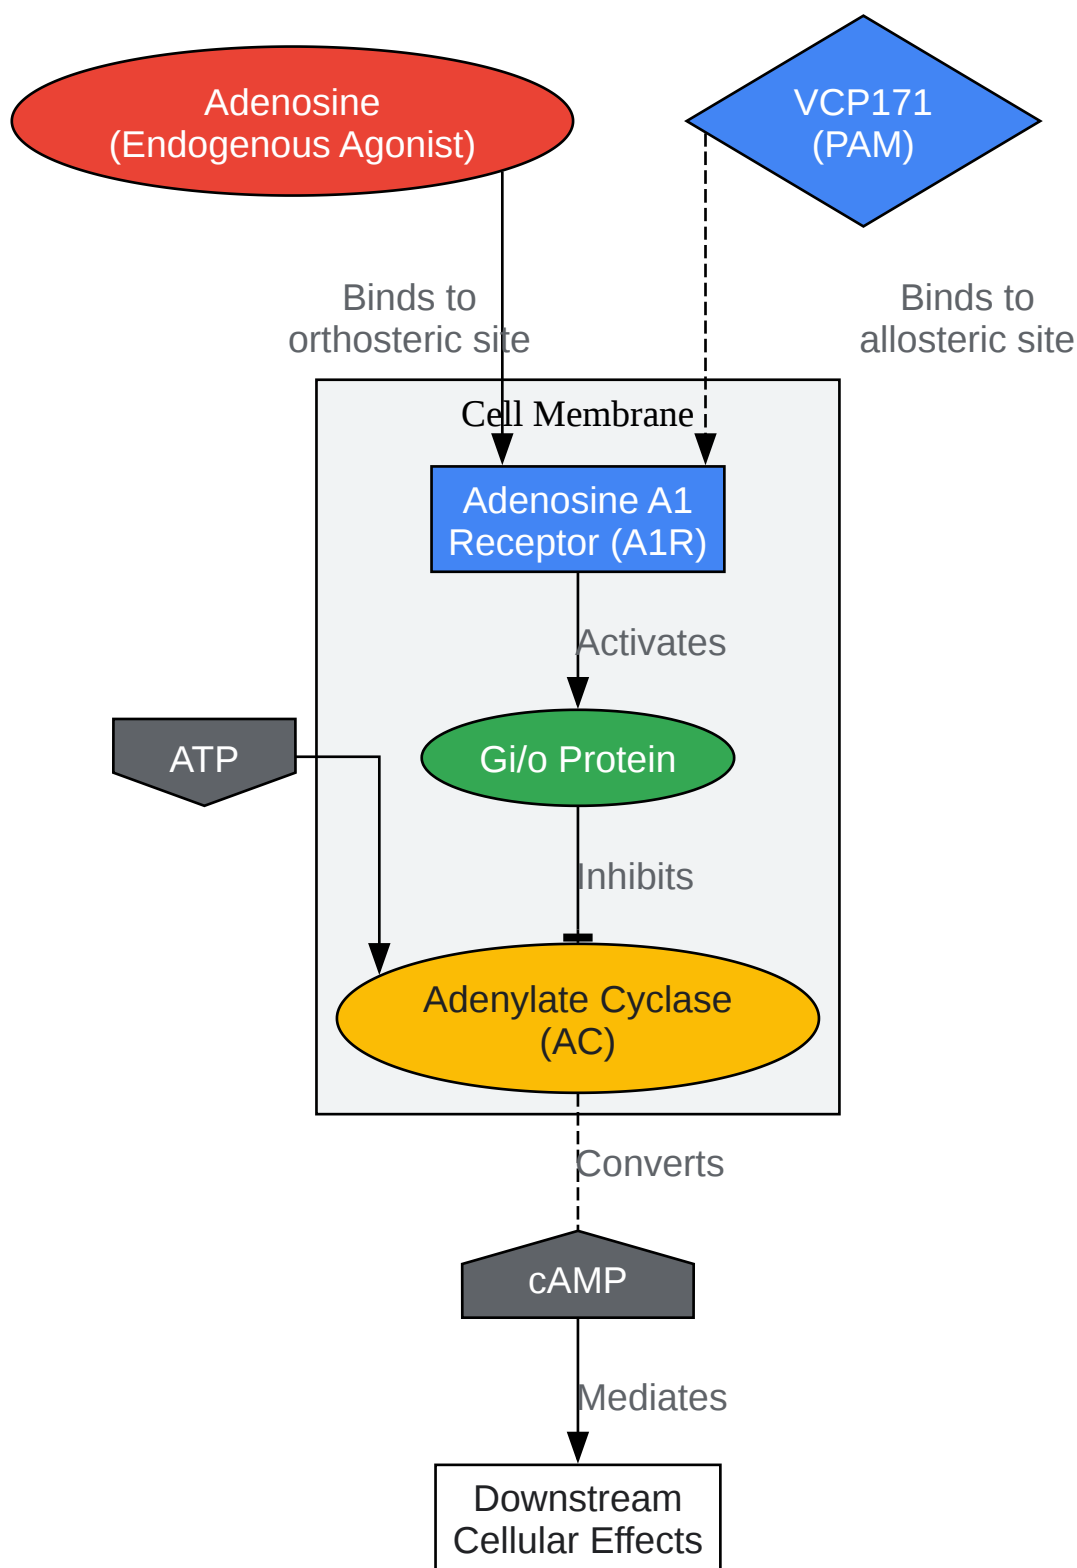 Adenosine
(Endogenous Agonist)
VCP171
(PAM)
Binds to
orthosteric site
Binds to
allosteric site
Cell Membrane
Adenosine A1
Receptor (A1R)
Activates
ATP
Gi/o Protein
Inhibits
Adenylate Cyclase
(AC)
Converts
cAMP
Mediates
Downstream
Cellular Effects